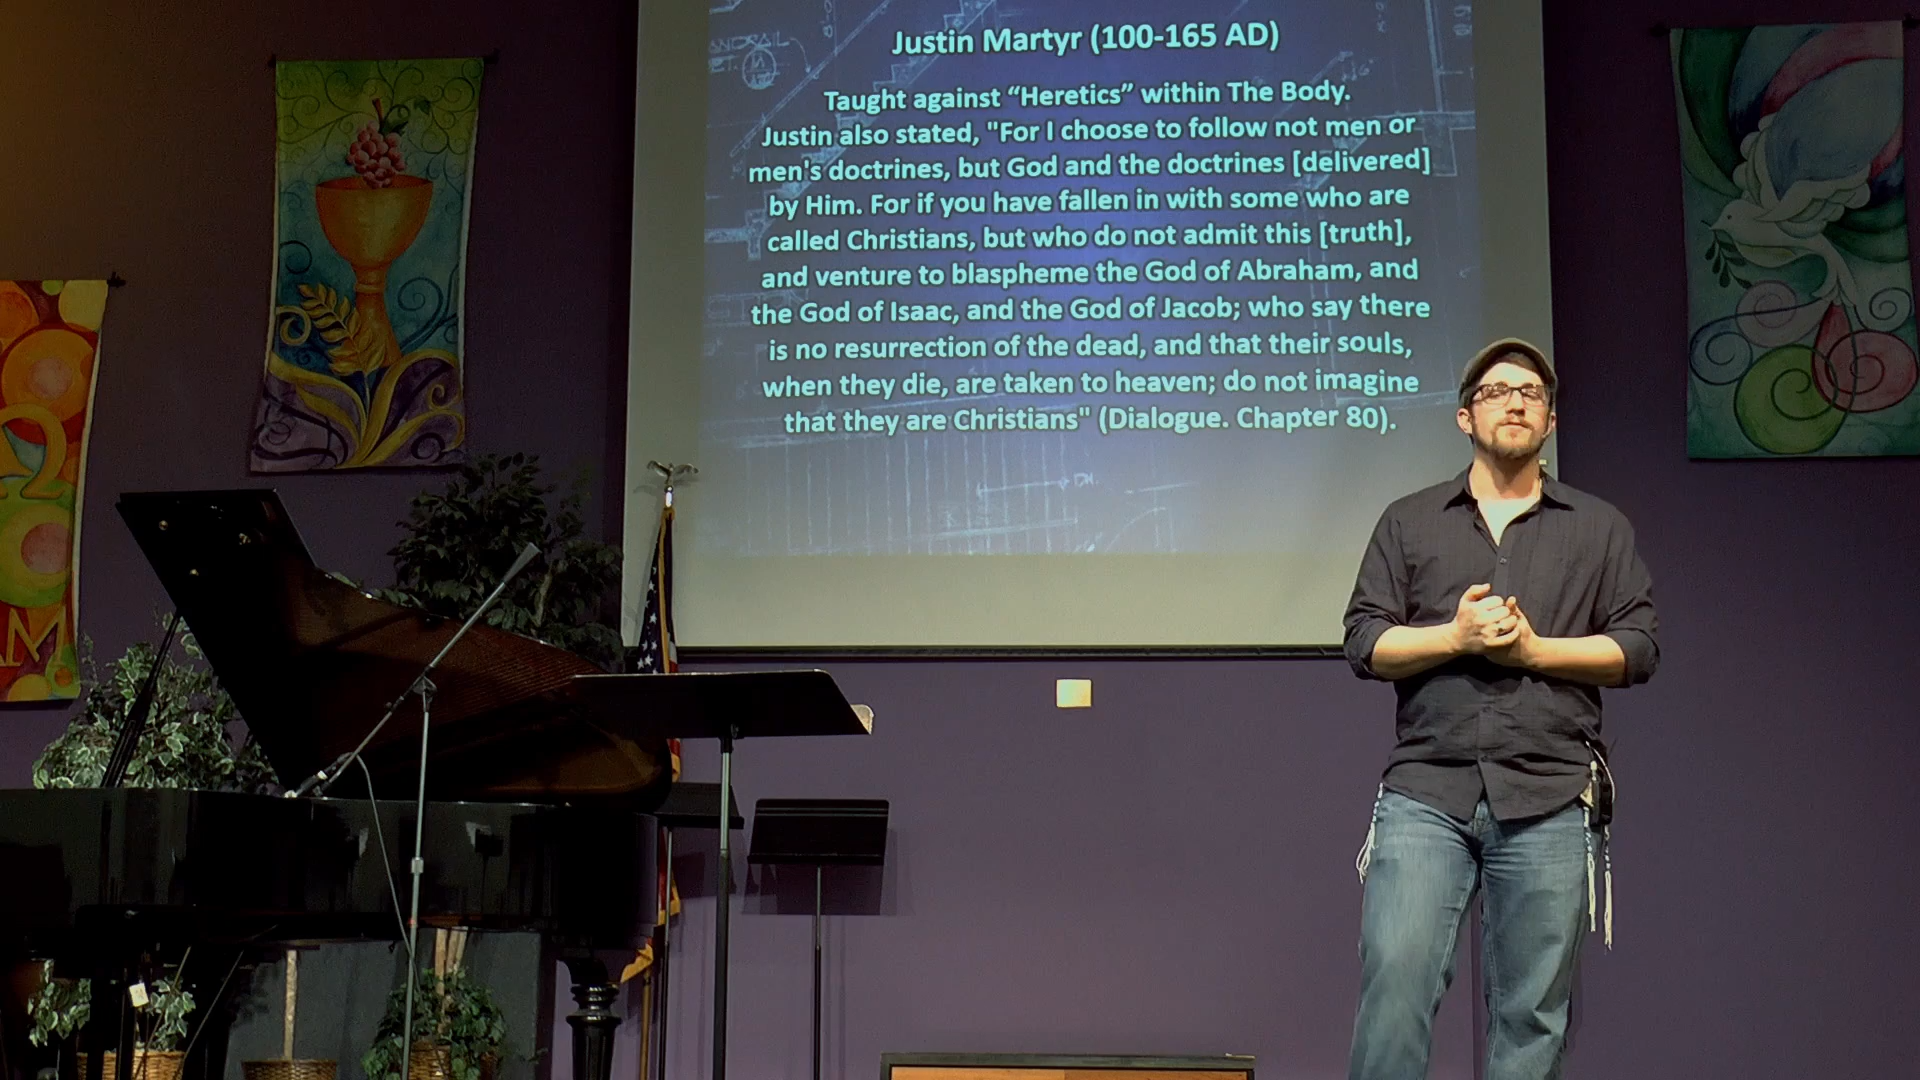 Justin Martyr (100-165 AD)
Taught against “Heretics” within The Body.
Justin also stated, "For I choose to follow not men or
men's doctrines, but God and the doctrines [delivered]
by Him. For if you have fallen in with some who are
called Christians, but who do not admit this [truth],
and venture to blaspheme the God of Abraham, and
the God of Isaac, and the God of Jacob; who say there
is no resurrection of the dead, and that their souls,
when they die, are taken to heaven; do not imagine
that they are Christians" (Dialogue. Chapter 80).
Ω
AM